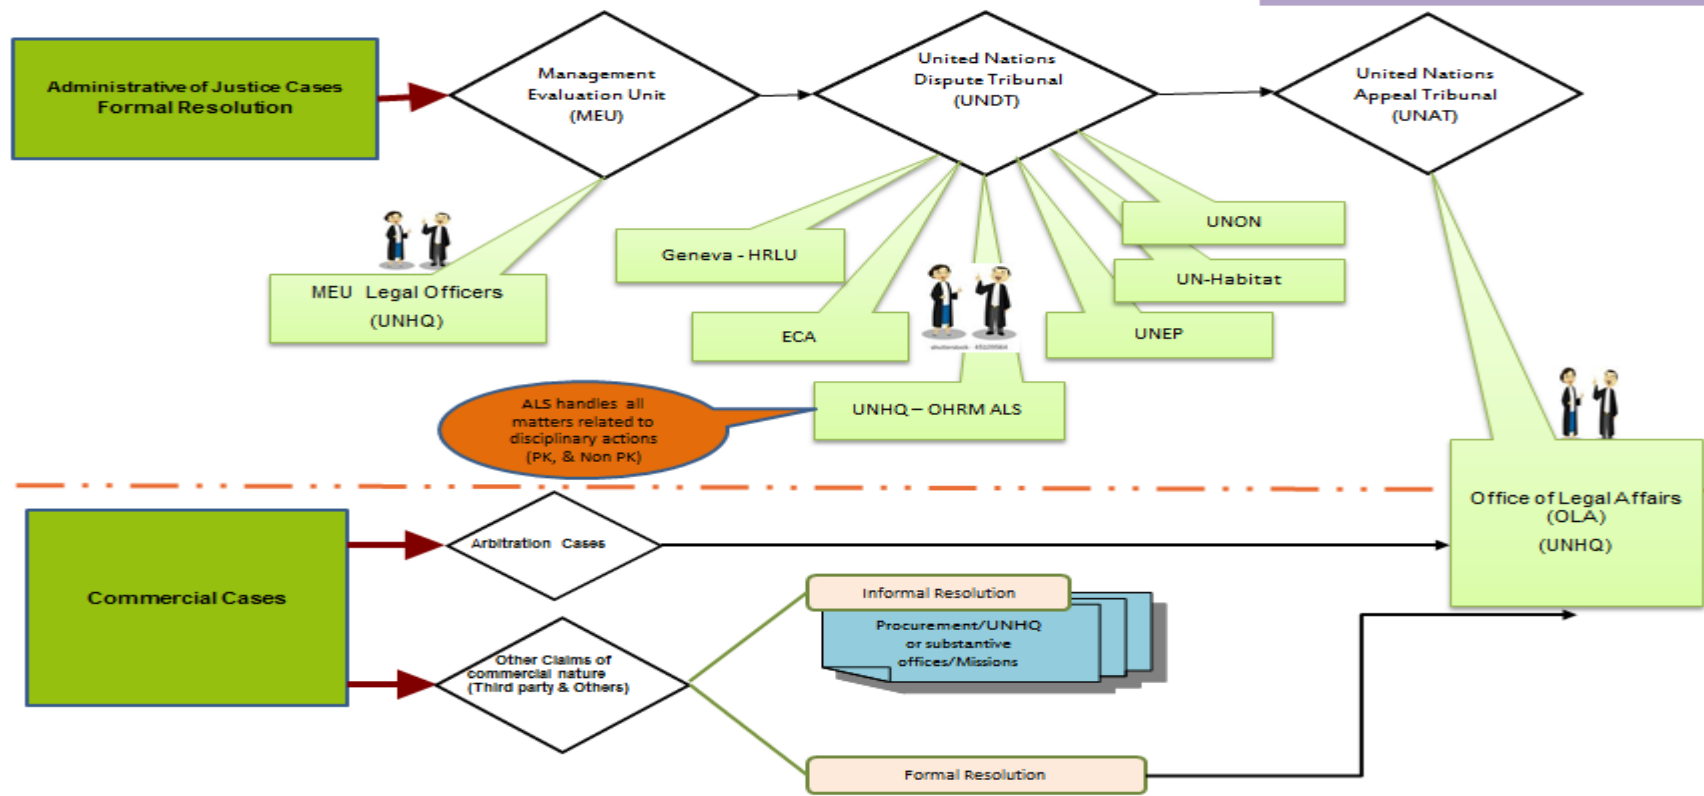 Administrative of Justice Cases
Formal Resolution
Management
Evaluation Unit
(MEU)
United Nations
Dispute Tribunal
(UNDT)
United Nations
Appeal Tribunal
(UNAT)
MEU Legal Officers
(UNHQ)
Geneva - HRLU
ECA
UNHQ – OHRM ALS
UNEP
UN-Habitat
UNON
ALS handles all
matters related to
disciplinary actions
(PK, & Non PK)
Office of Legal Affairs
(OLA)
(UNHQ)
Commercial Cases
Arbitration Cases
Other Claims of
commercial nature
(Third party & Others)
Informal Resolution
Procurement/UNHQ
or substantive
offices/Missions
Formal Resolution